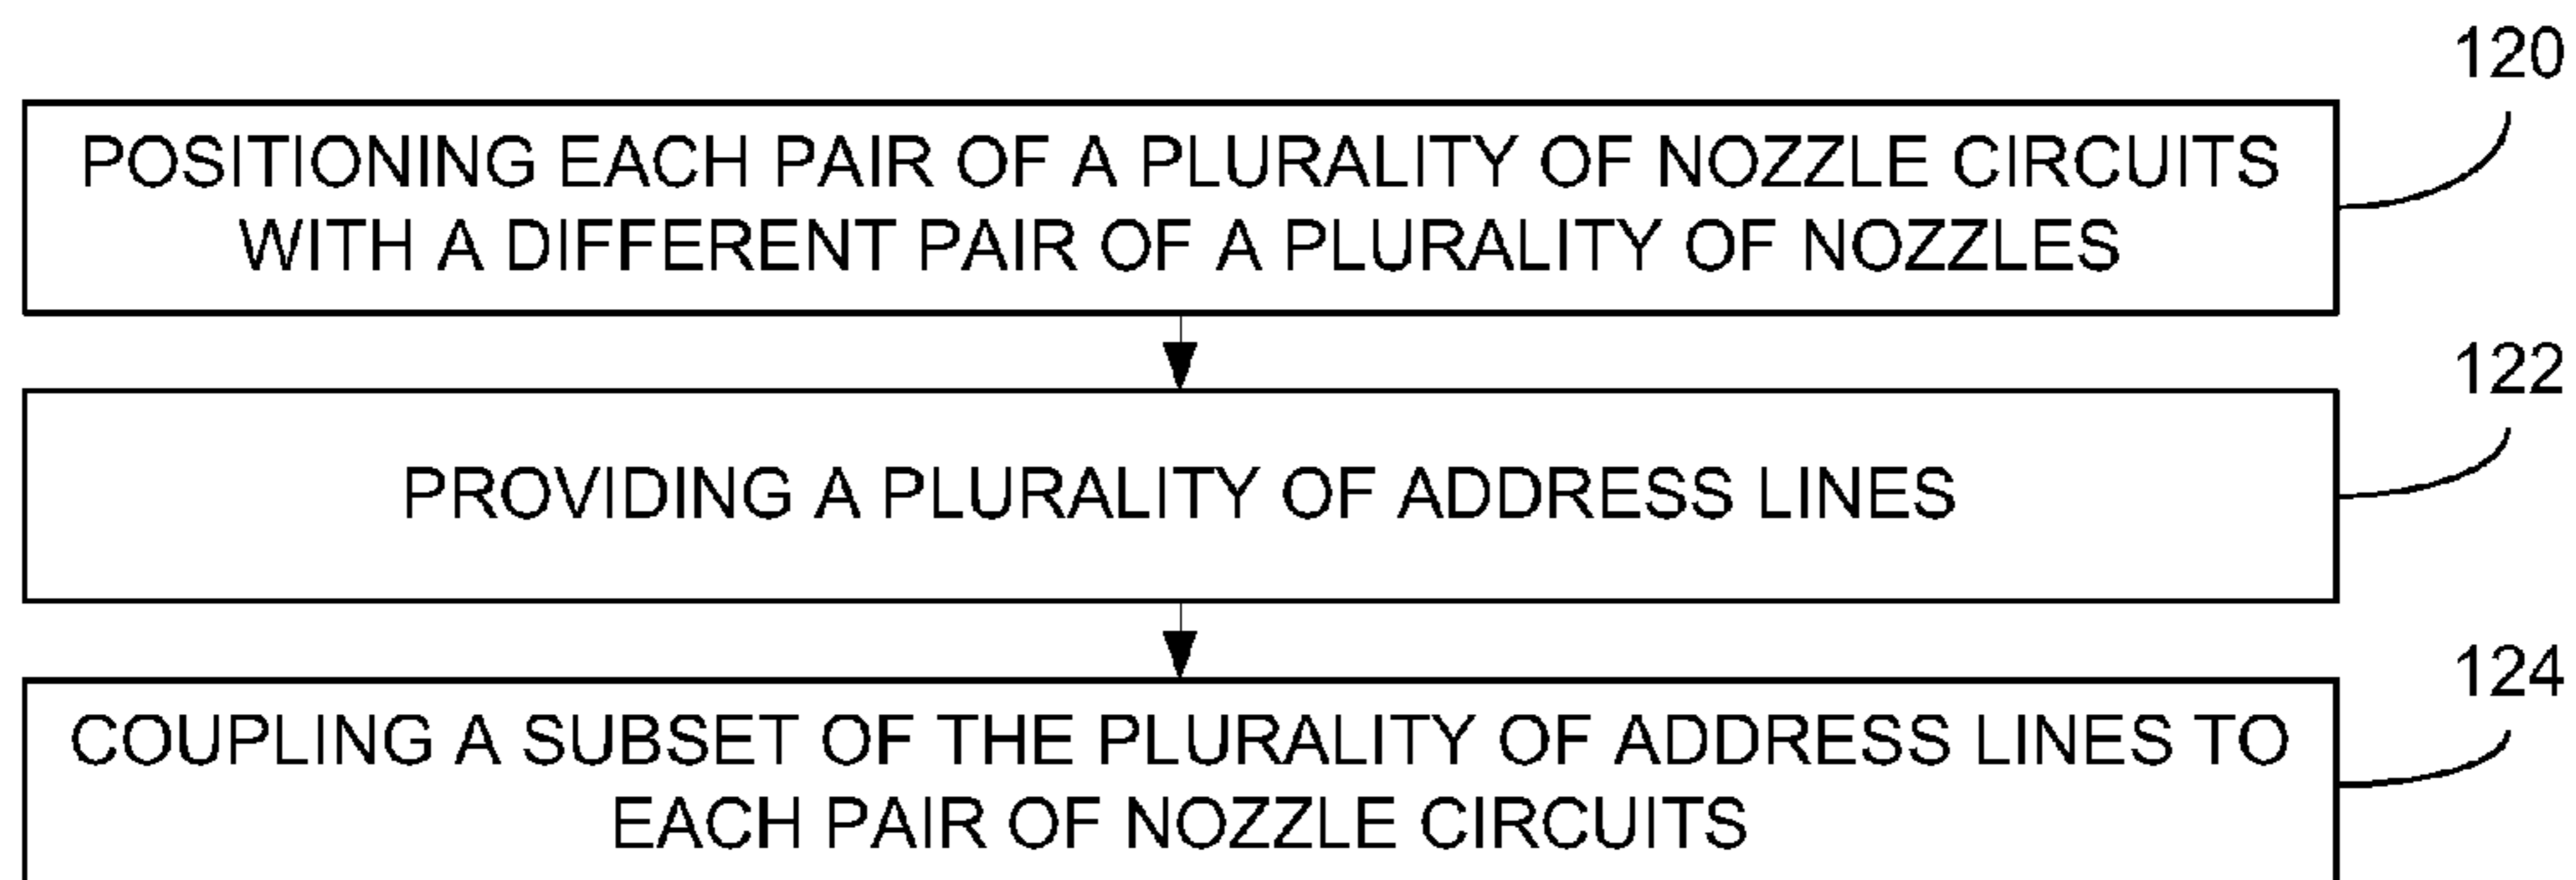 120
POSITIONING EACH PAIR OF A PLURALITY OF NOZZLE CIRCUITS
WITH A DIFFERENT PAIR OF A PLURALITY OF NOZZLES
122
PROVIDING A PLURALITY OF ADDRESS LINES
124
COUPLING A SUBSET OF THE PLURALITY OF ADDRESS LINES TO
EACH PAIR OF NOZZLE CIRCUITS